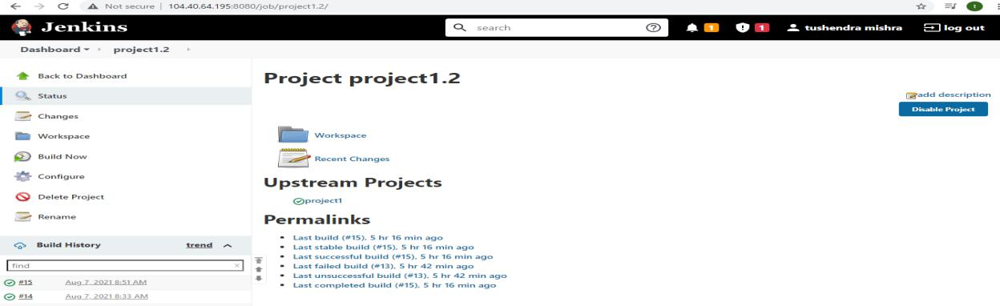 Not secure | 104.40.64.195:8080/job/project1.2/
t
Jenkins
search
1
1
tushendra mishra
log out
Dashboard
project1.2
Back to Dashboard
Status
Changes
Workspace
Build Now
Configure
Delete Project
Rename
Build History
trend
find
×
#15 Aug 7, 2021 8:51 AM
#14 Aug 7, 2021 8:33 AM
Project project1.2
add description
Disable Project
Workspace
Recent Changes
Upstream Projects
project1
Permalinks
• Last build (#15), 5 hr 16 min ago
• Last stable build (#15), 5 hr 16 min ago
• Last successful build (#15), 5 hr 16 min ago
• Last failed build (#13), 5 hr 42 min ago
• Last unsuccessful build (#13), 5 hr 42 min ago
• Last completed build (#15), 5 hr 16 min ago